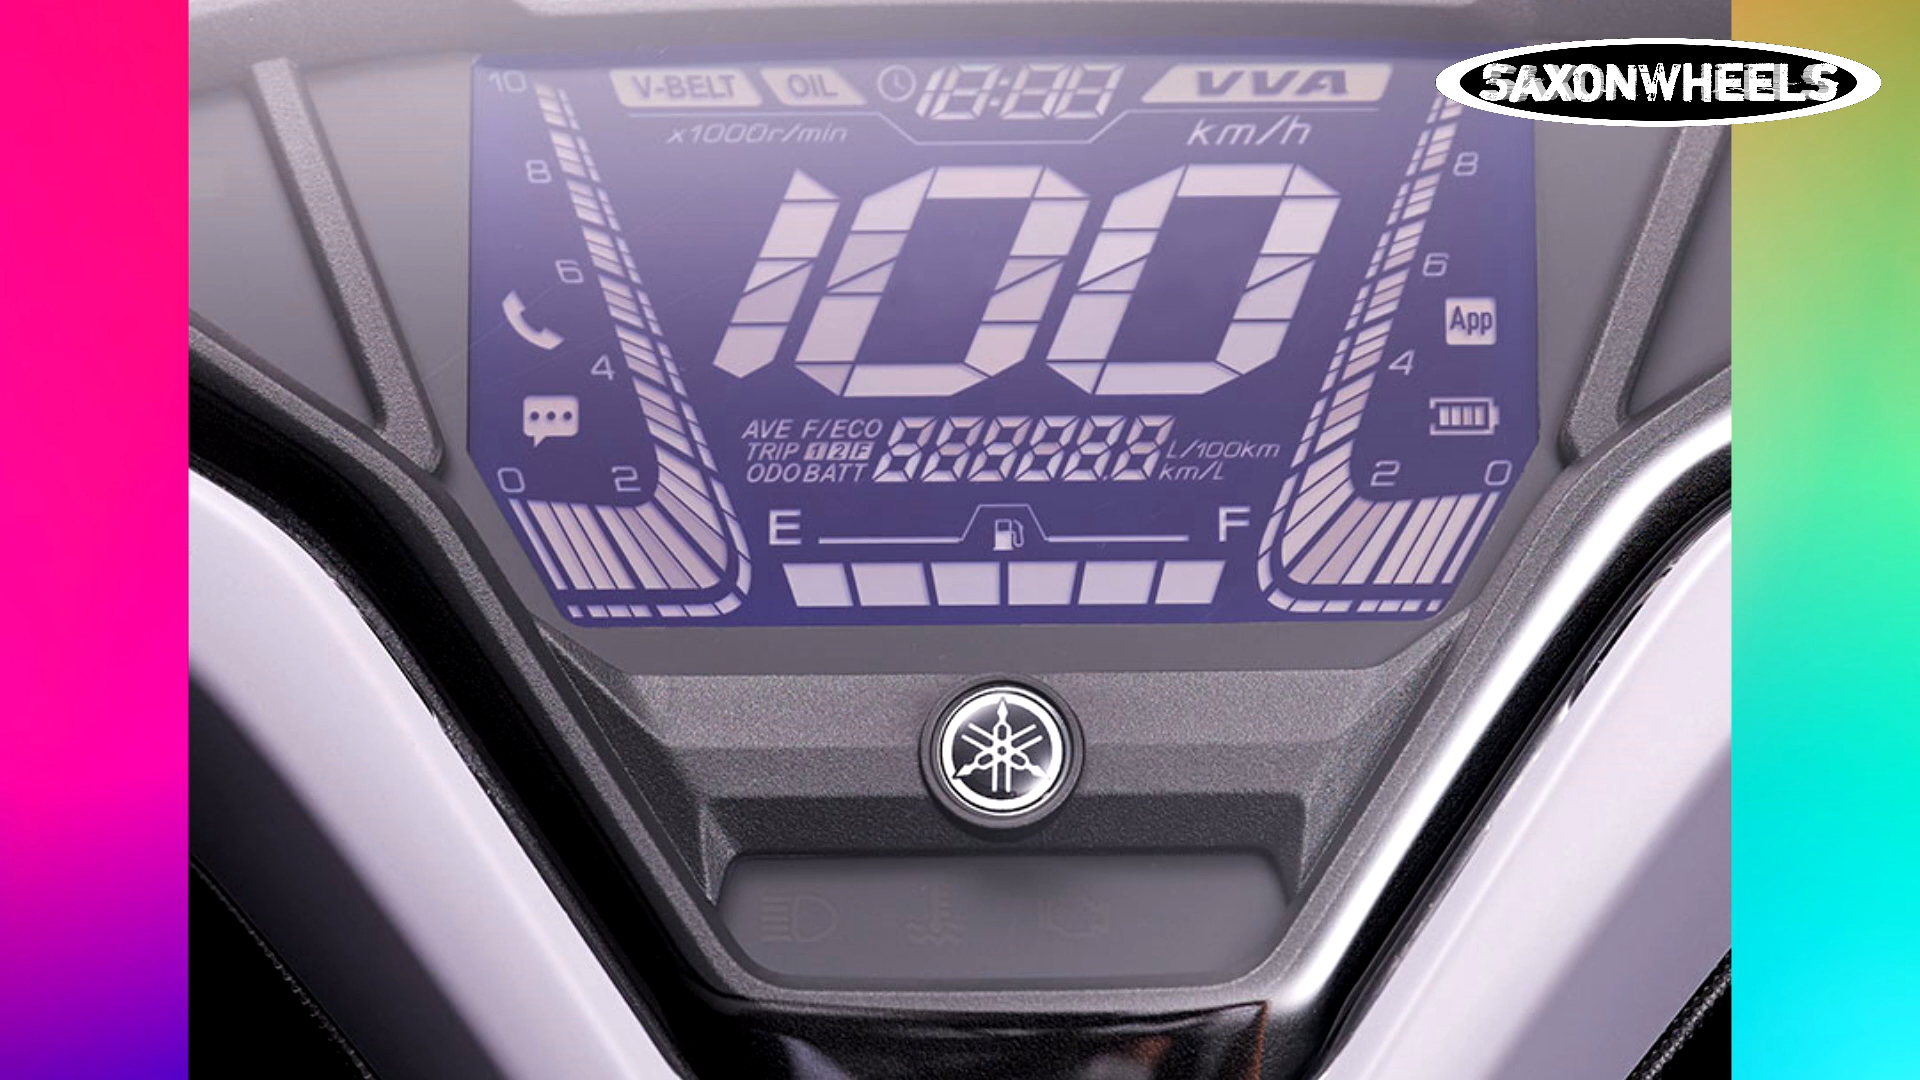 SAXONWHEELS
10 V-BELT OIL 18:88 VVA
x1000r/min km/h
8 100 8
6 6
App
4 4
AVE F/ECO
TRIP 1 2 F 888888 L/100km
ODO BATT km/L
0 2 2 0
E F